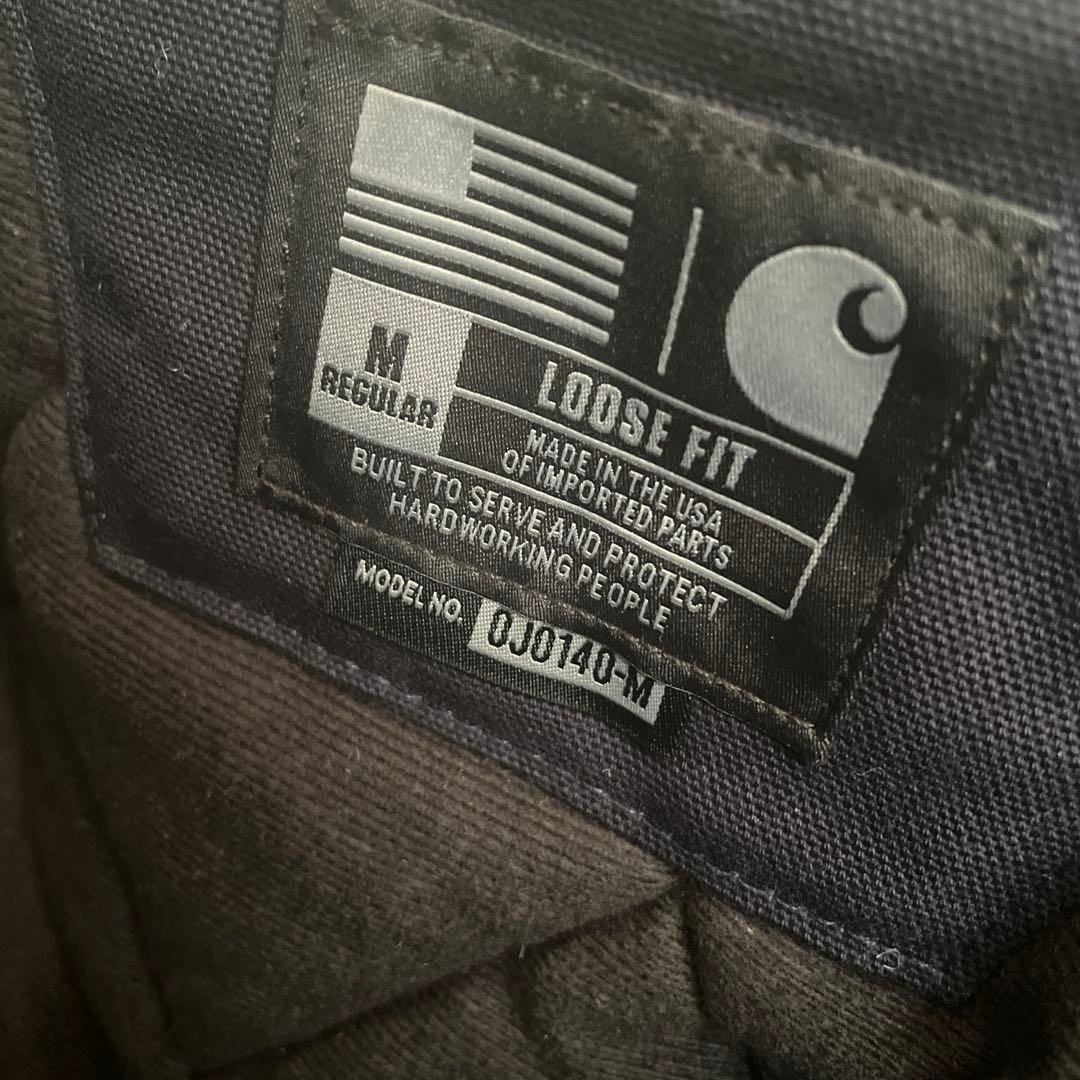 M
REGULAR
LOOSE FIT
MADE IN THE USA
OF IMPORTED PARTS
BUILT TO SERVE AND PROTECT
HARDWORKING PEOPLE
MODEL NO. 0J0140-M